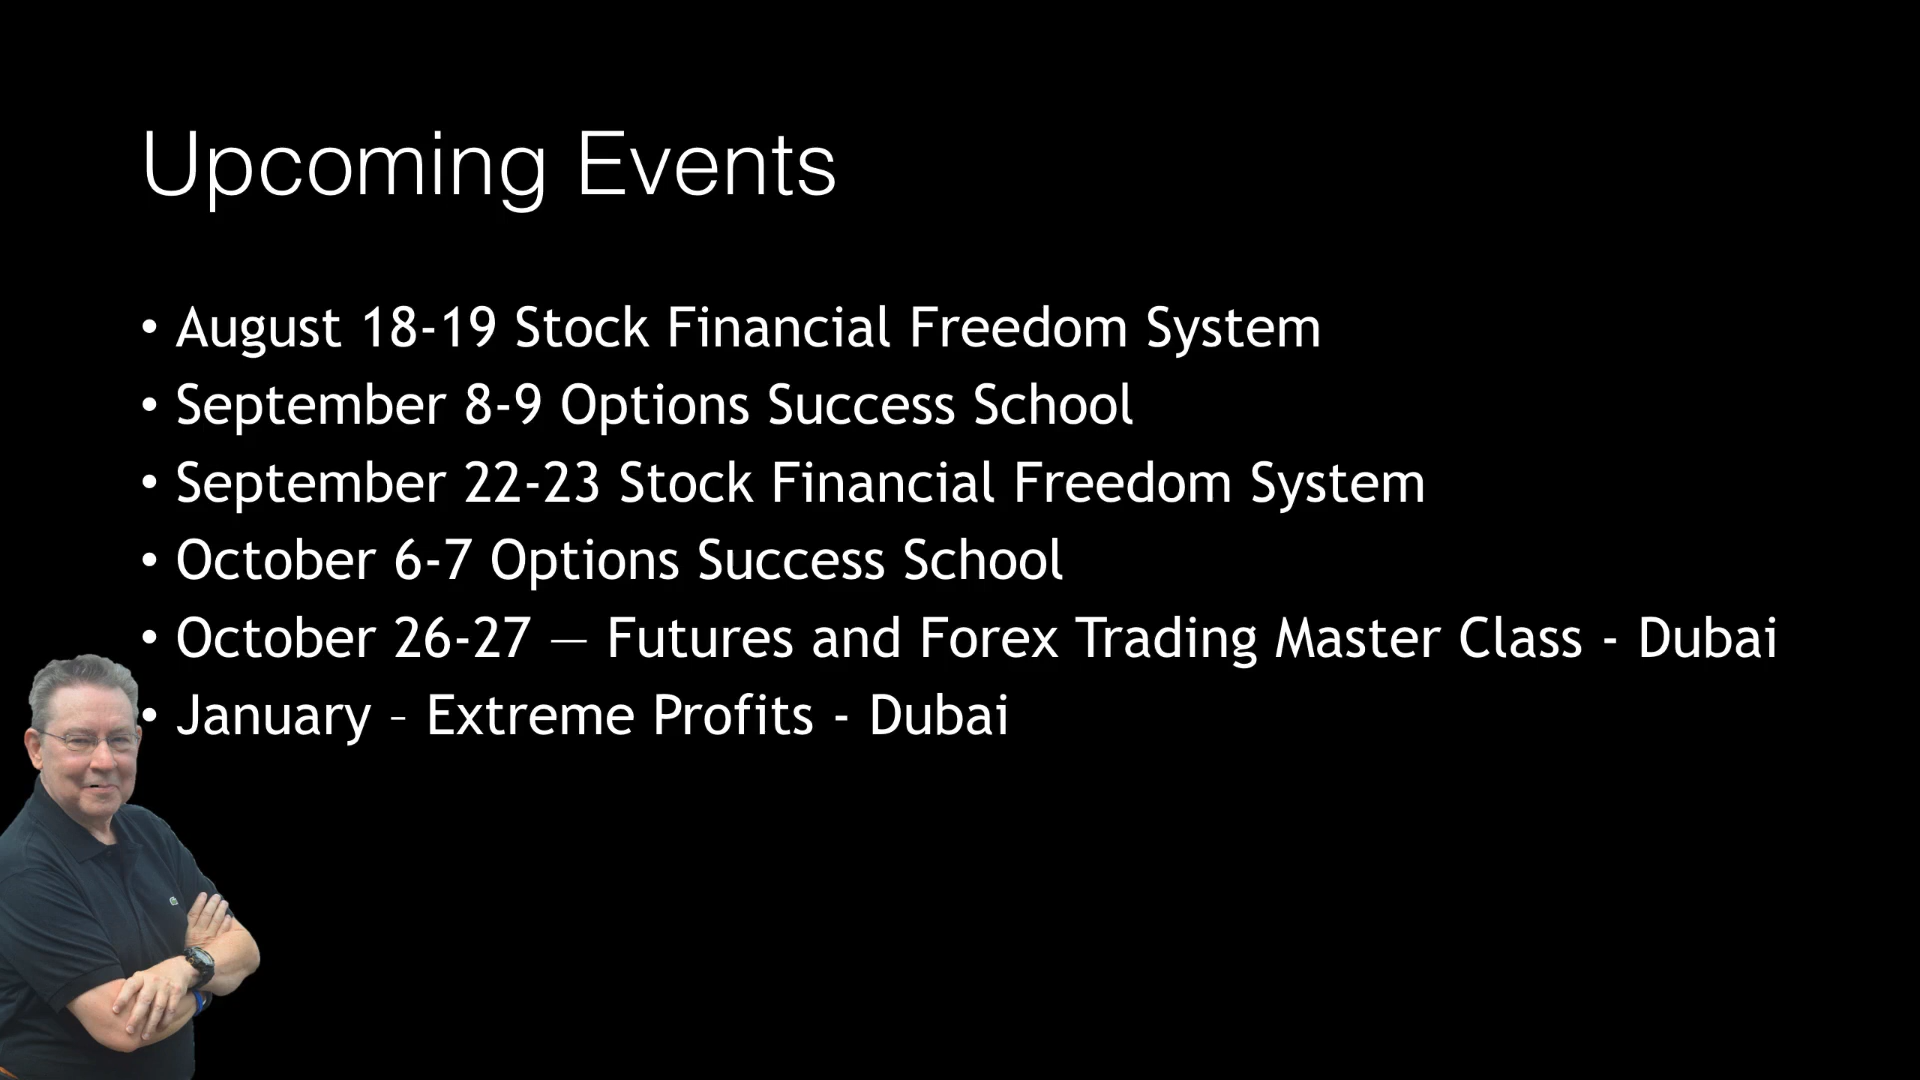 Upcoming Events
• August 18-19 Stock Financial Freedom System
• September 8-9 Options Success School
• September 22-23 Stock Financial Freedom System
• October 6-7 Options Success School
• October 26-27 — Futures and Forex Trading Master Class - Dubai
• January – Extreme Profits - Dubai